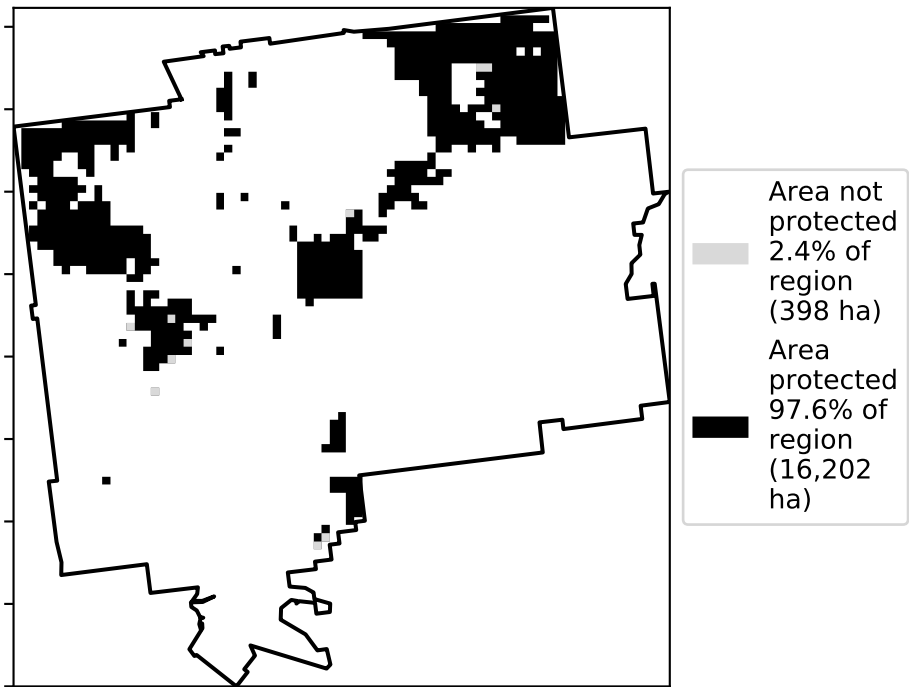 Area not
protected
2.4% of
region
(398 ha)
Area
protected
97.6% of
region
(16,202
ha)